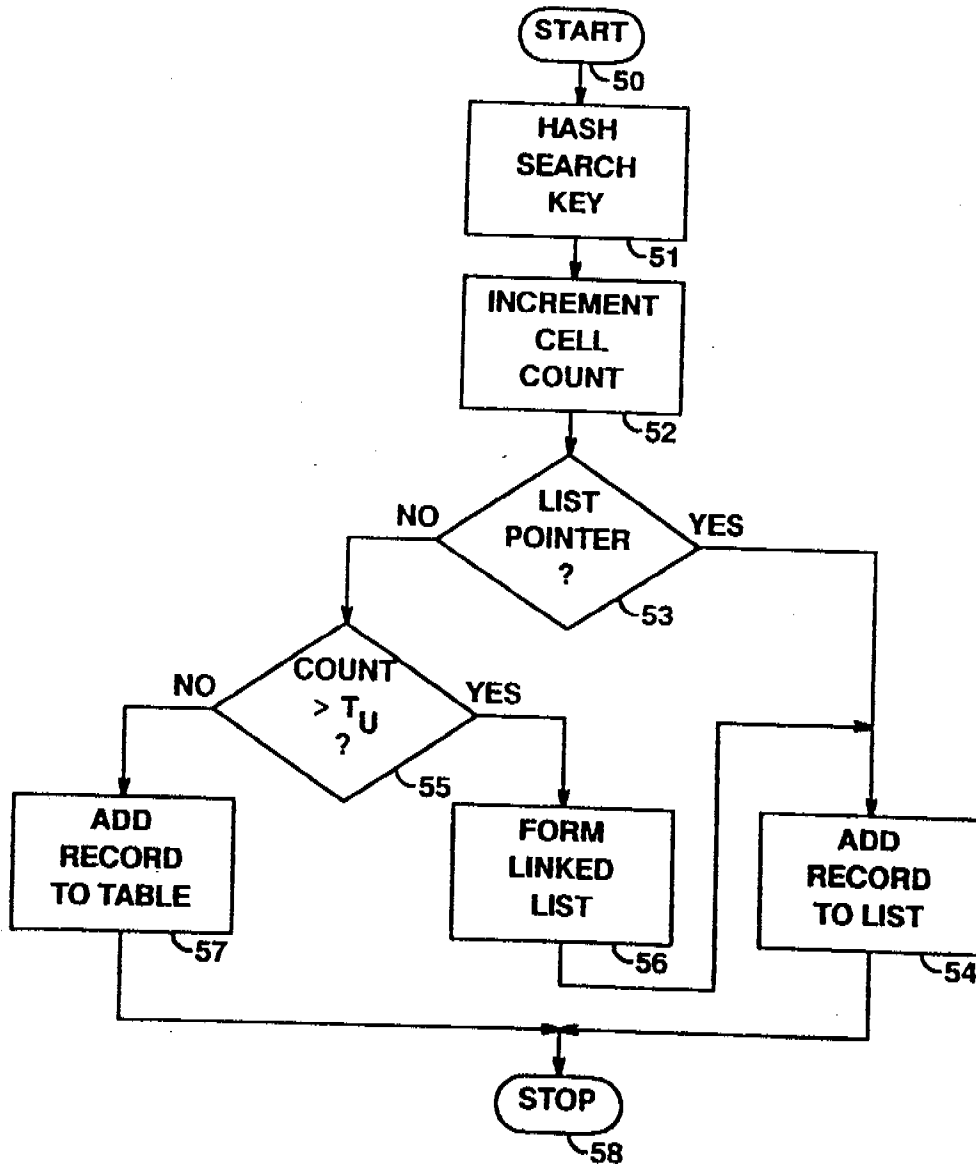 START
50
HASH
SEARCH
KEY
51
INCREMENT
CELL
COUNT
52
LIST
POINTER
?
53
NO
YES
COUNT
> TU
?
55
NO
YES
ADD
RECORD
TO TABLE
57
FORM
LINKED
LIST
56
ADD
RECORD
TO LIST
54
STOP
58